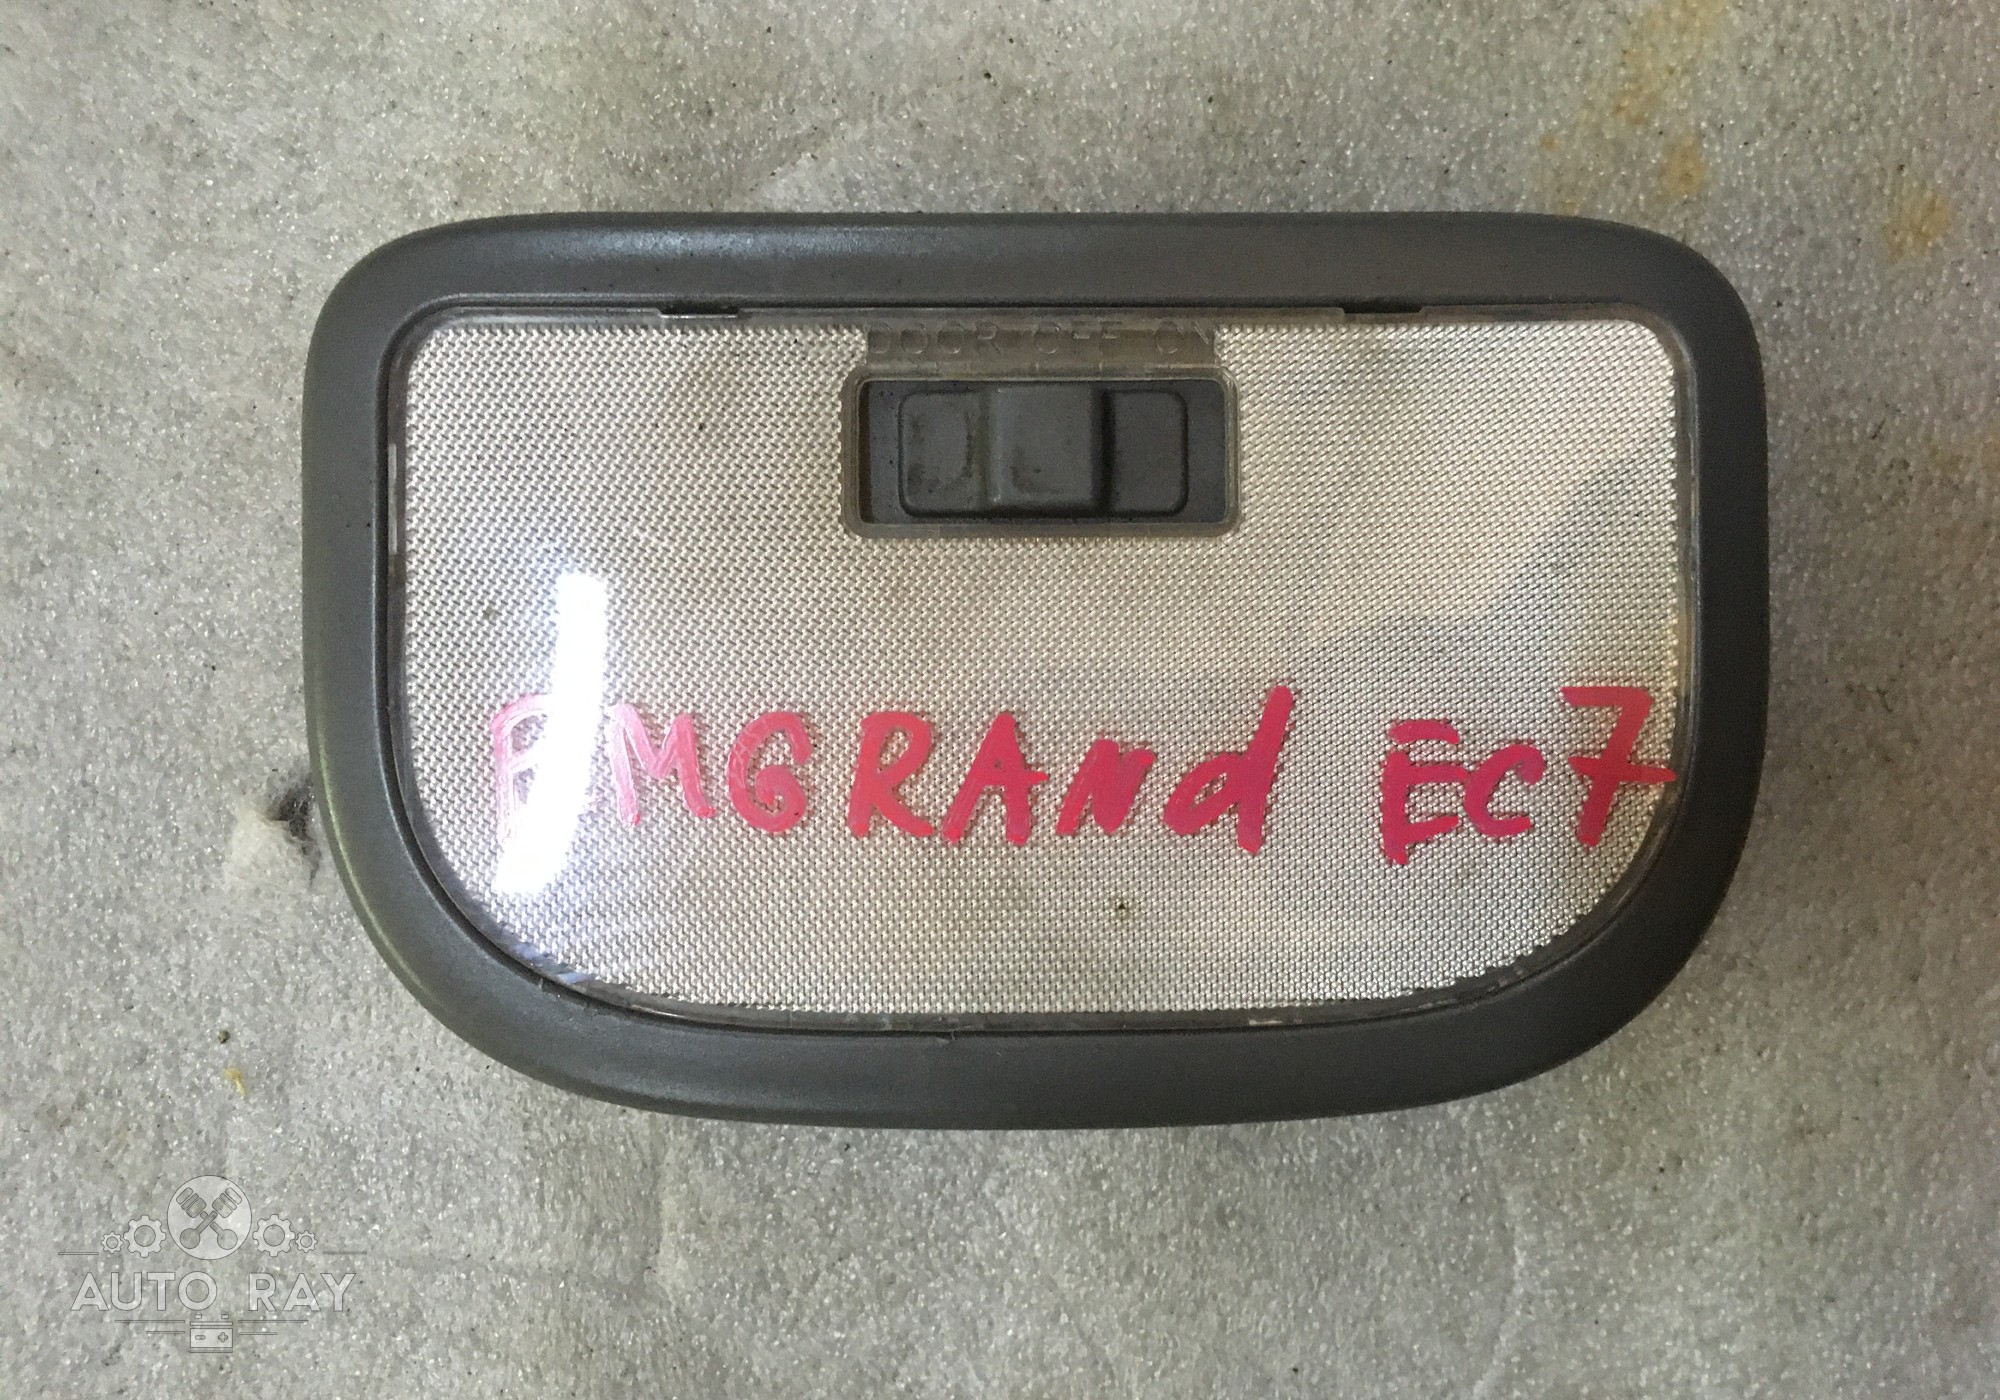 DOOR OFF ON
EMGRANd EC7
AUTO RAY